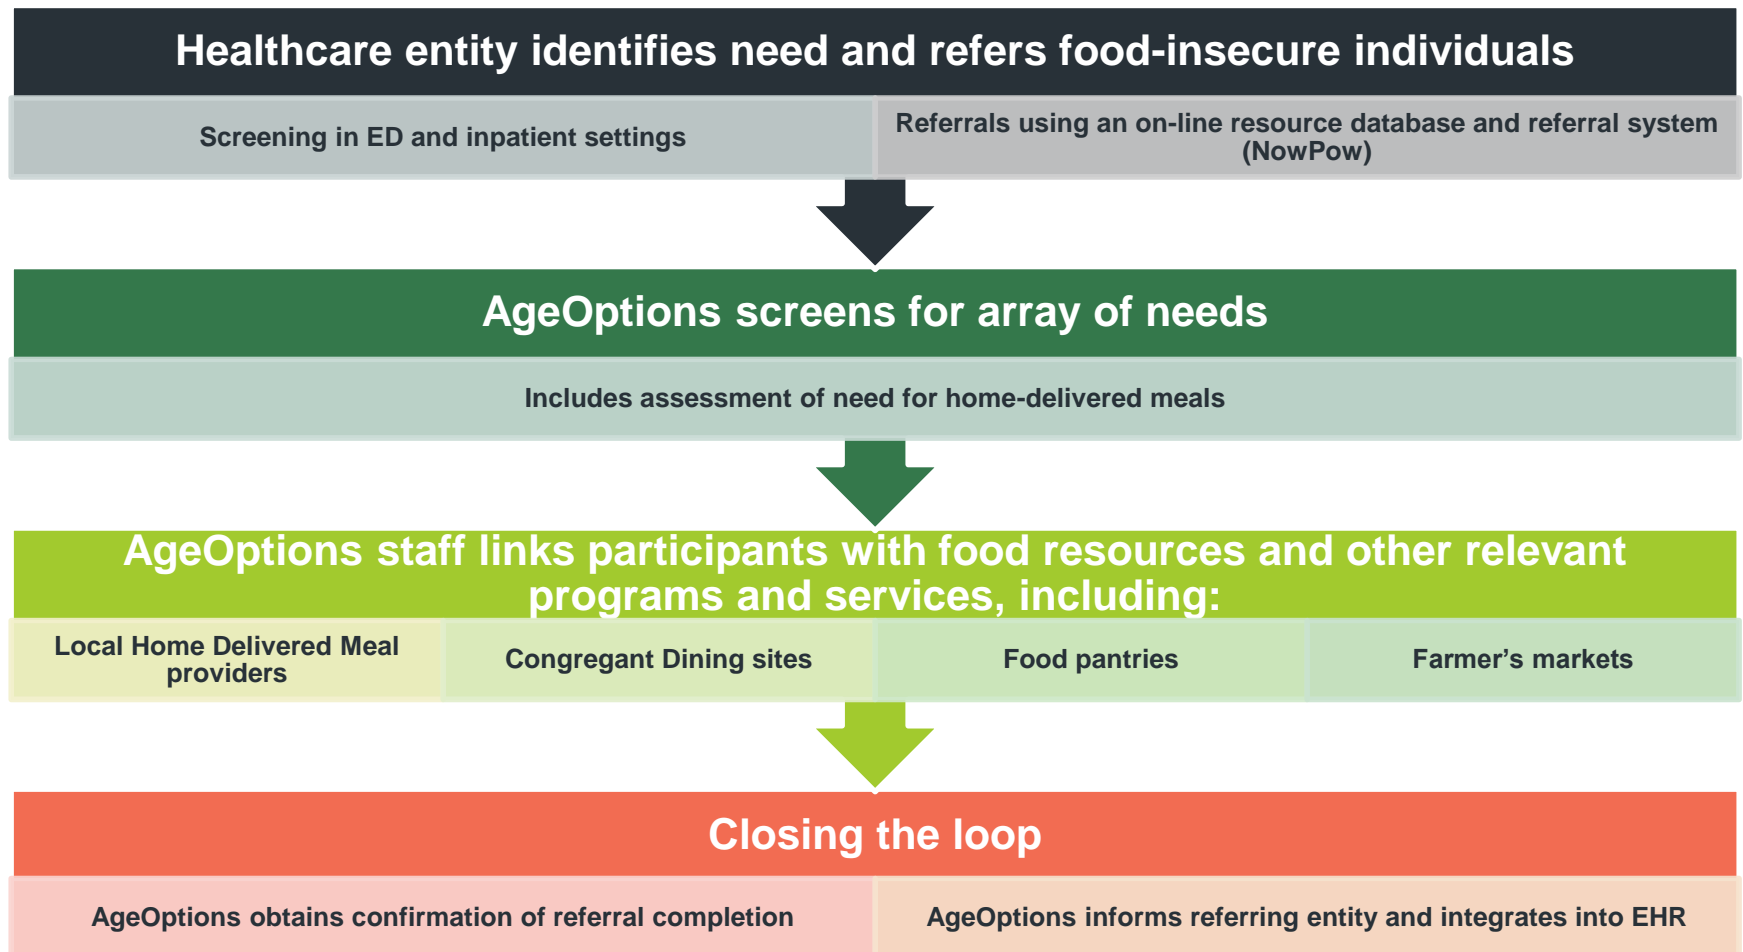 Healthcare entity identifies need and refers food-insecure individuals
Screening in ED and inpatient settings
Referrals using an on-line resource database and referral system
(NowPow)
AgeOptions screens for array of needs
Includes assessment of need for home-delivered meals
AgeOptions staff links participants with food resources and other relevant
programs and services, including:
Local Home Delivered Meal
providers
Congregant Dining sites
Food pantries
Farmer’s markets
Closing the loop
AgeOptions obtains confirmation of referral completion
AgeOptions informs referring entity and integrates into EHR